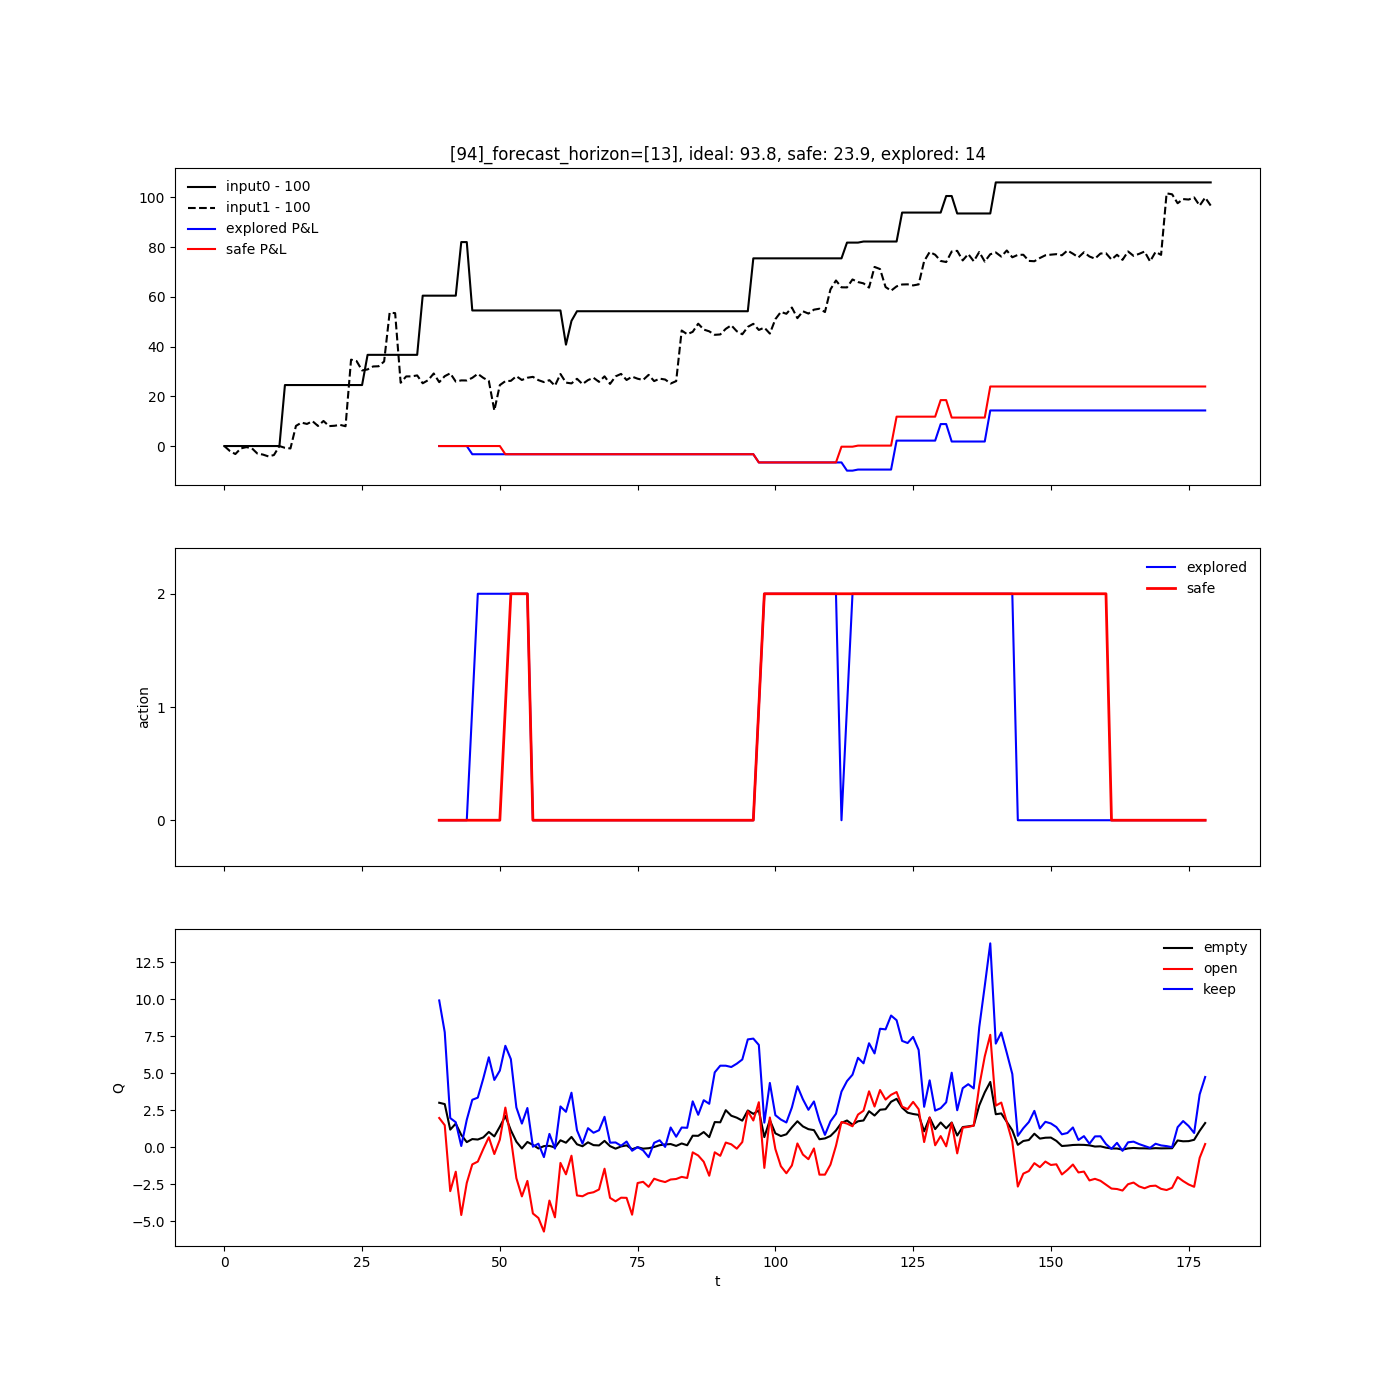 [94]_forecast_horizon=[13], ideal: 93.8, safe: 23.9, explored: 14
input0 - 100
input1 - 100
explored P&L
safe P&L
100
80
60
40
20
0
explored
safe
2
1
0
action
empty
open
keep
12.5
10.0
7.5
5.0
2.5
0.0
−2.5
−5.0
Q
0 25 50 75 100 125 150 175
t